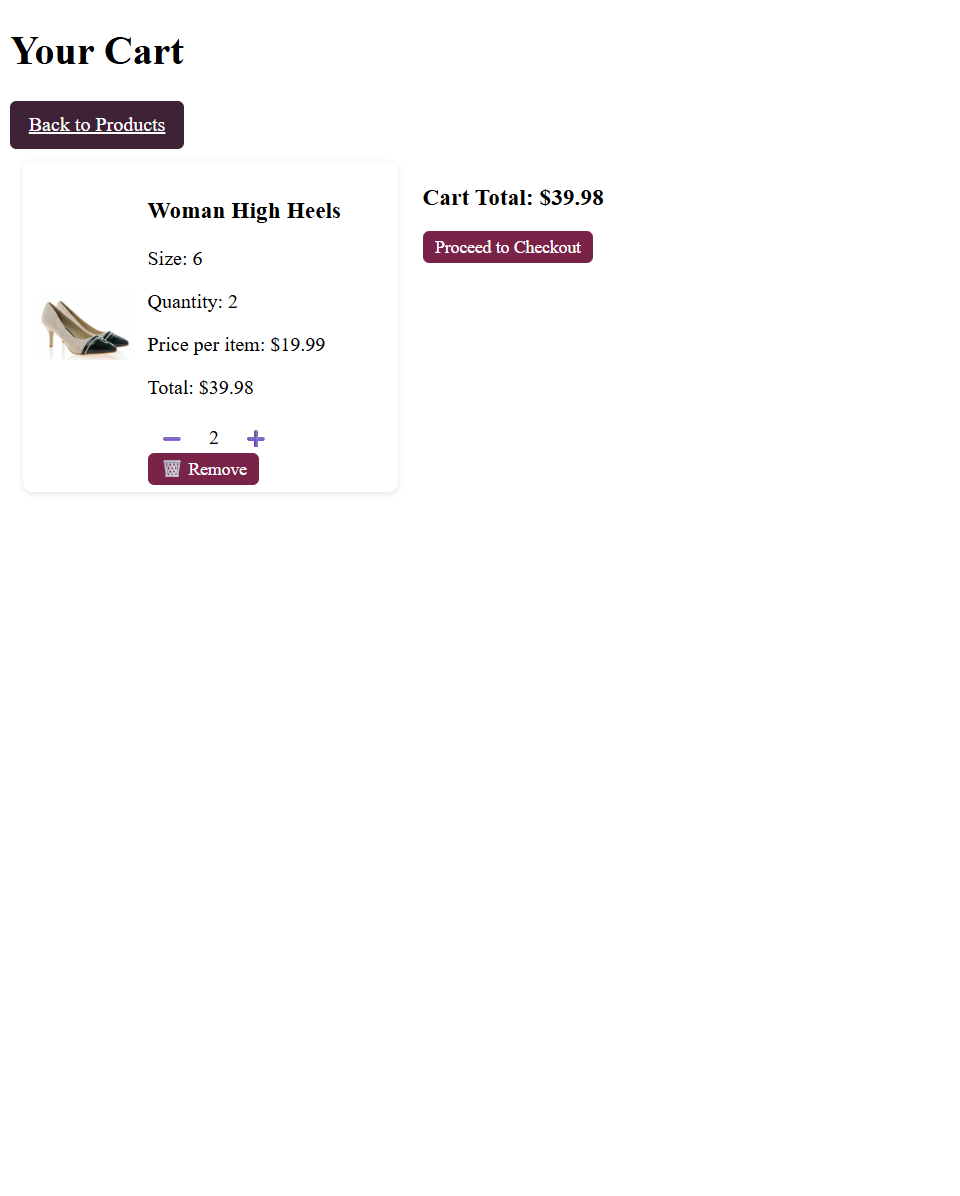 Your Cart
Back to Products
Woman High Heels
Size: 6
Quantity: 2
Price per item: $19.99
Total: $39.98
➖ 2 ➕
🗑️ Remove
Cart Total: $39.98
Proceed to Checkout